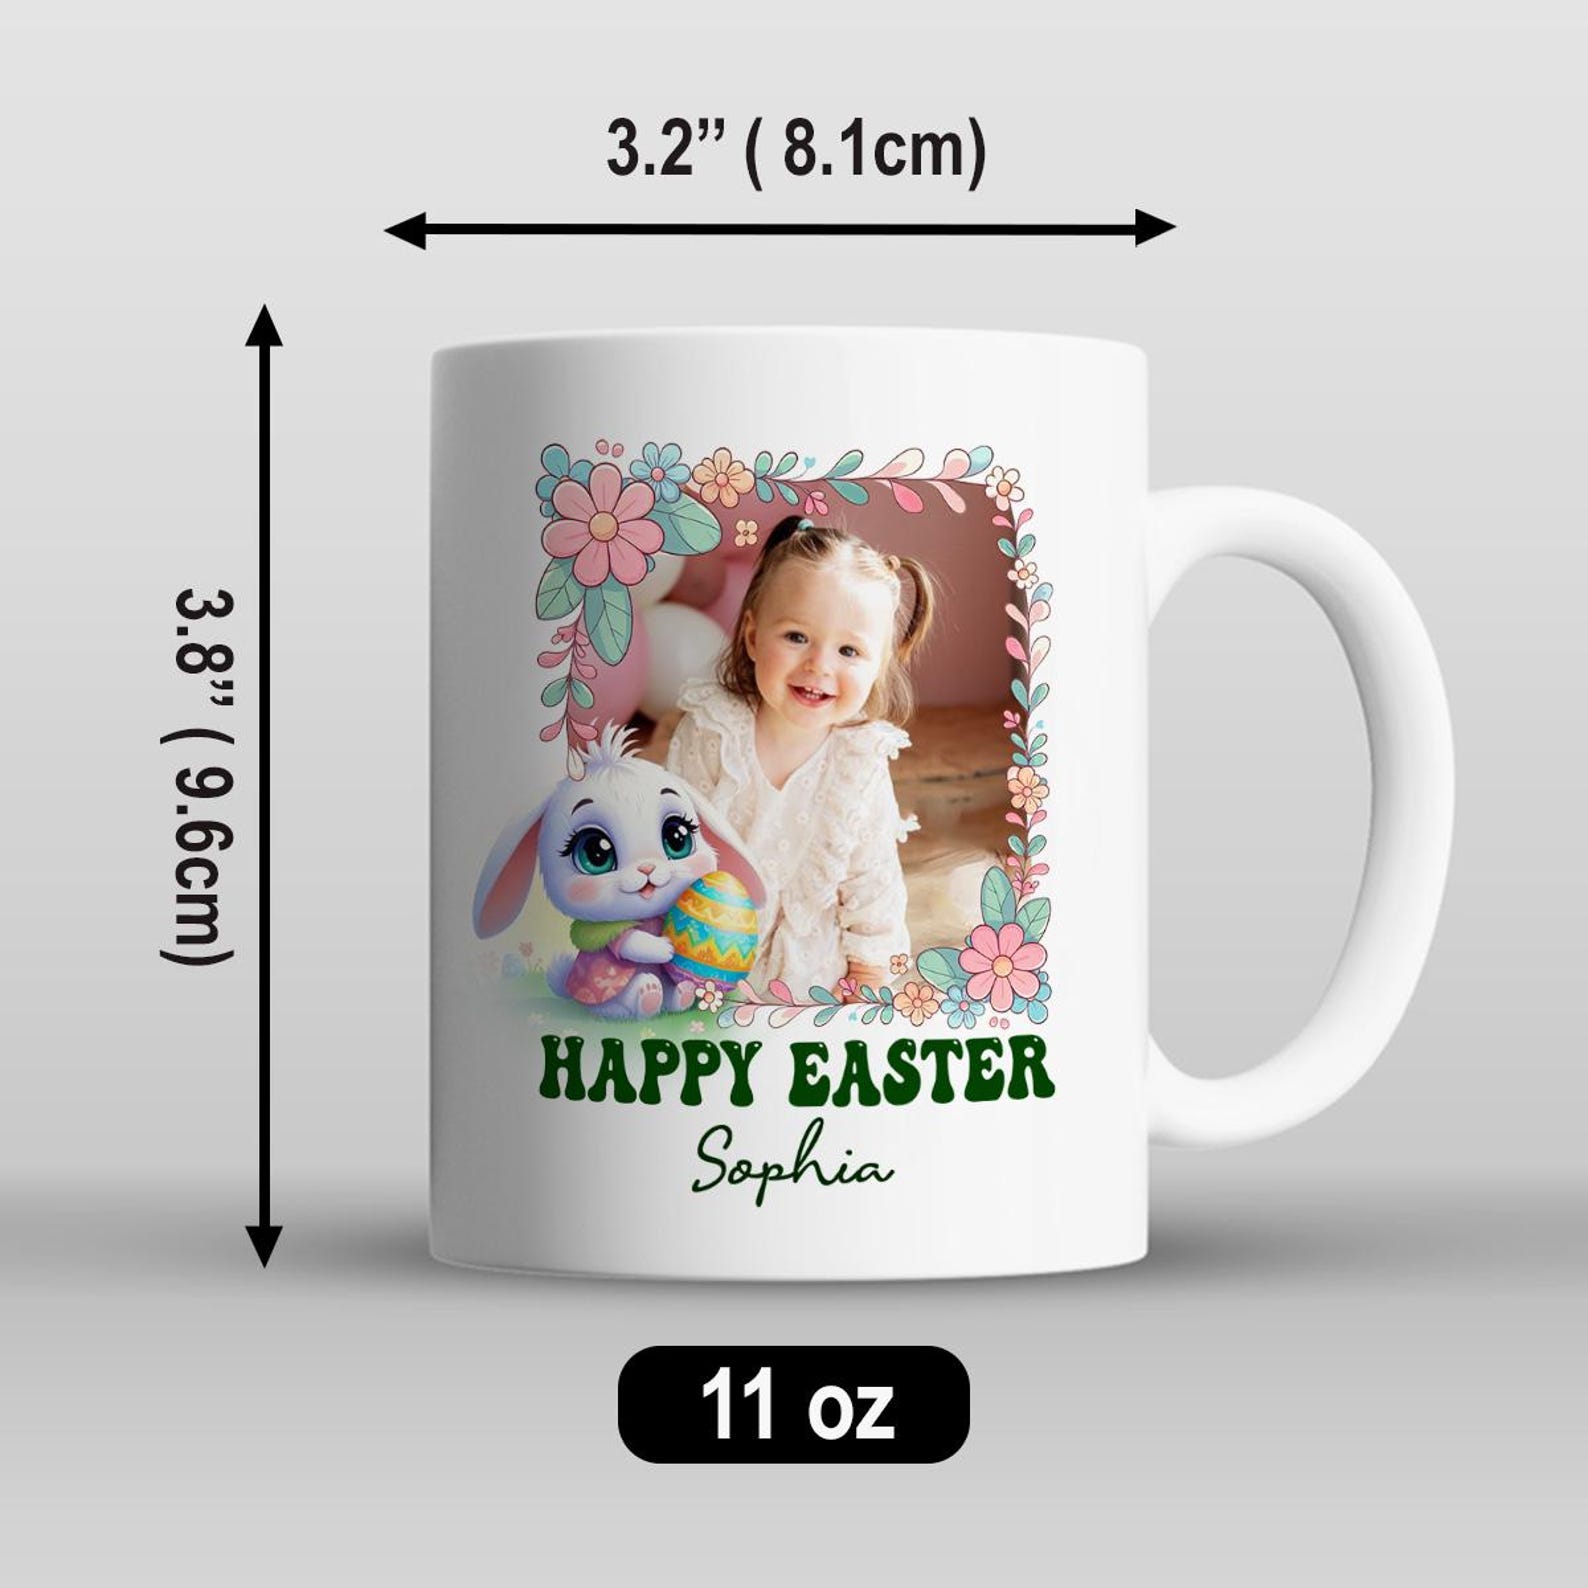 3.2” ( 8.1cm)
3.8” ( 9.6cm)
HAPPY EASTER
Sophia
11 oz